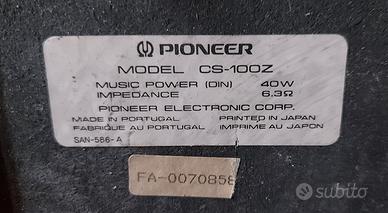 PIONEER
MODEL CS-100Z
MUSIC POWER (DIN) 40W
IMPEDANCE 6.3Ω
PIONEER ELECTRONIC CORP.
MADE IN PORTUGAL PRINTED IN JAPAN
FABRIQUE AU PORTUGAL IMPRIME AU JAPON
SAN-586-A
FA-0070858
subito